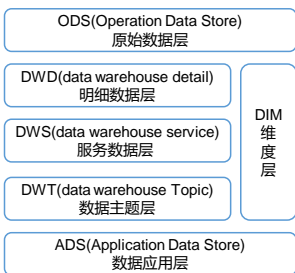 ODS(Operation Data Store)
原始数据层
DWD(data warehouse detail)
明细数据层
DWS(data warehouse service)
服务数据层
DWT(data warehouse Topic)
数据主题层
DIM
维
度
层
ADS(Application Data Store)
数据应用层